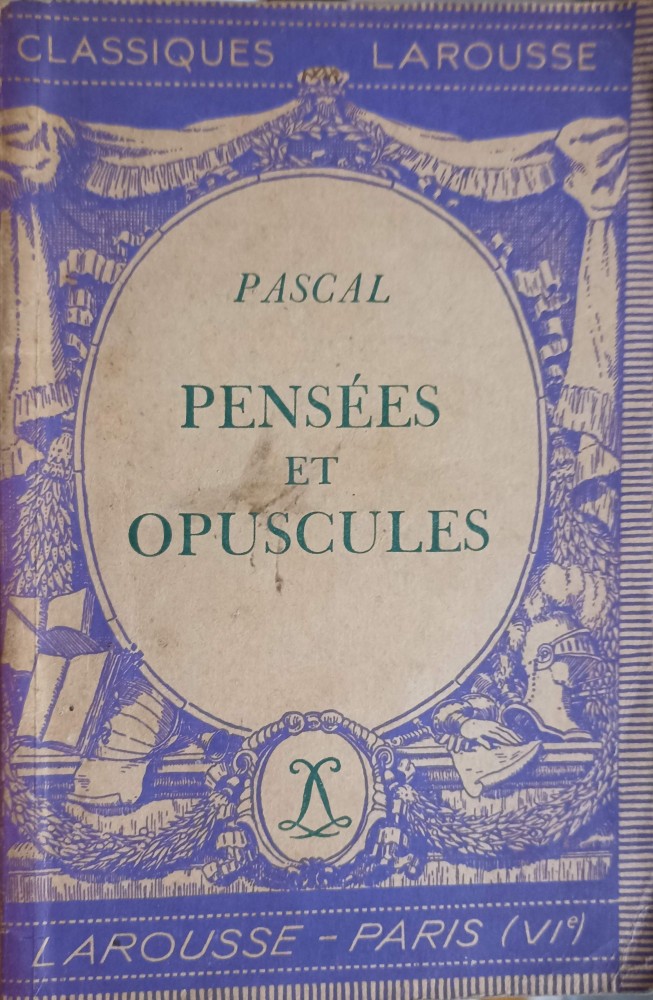 CLASSIQUES LAROUSSE
PASCAL
PENSÉES
ET
OPUSCULES
LAROUSSE - PARIS (VIe)